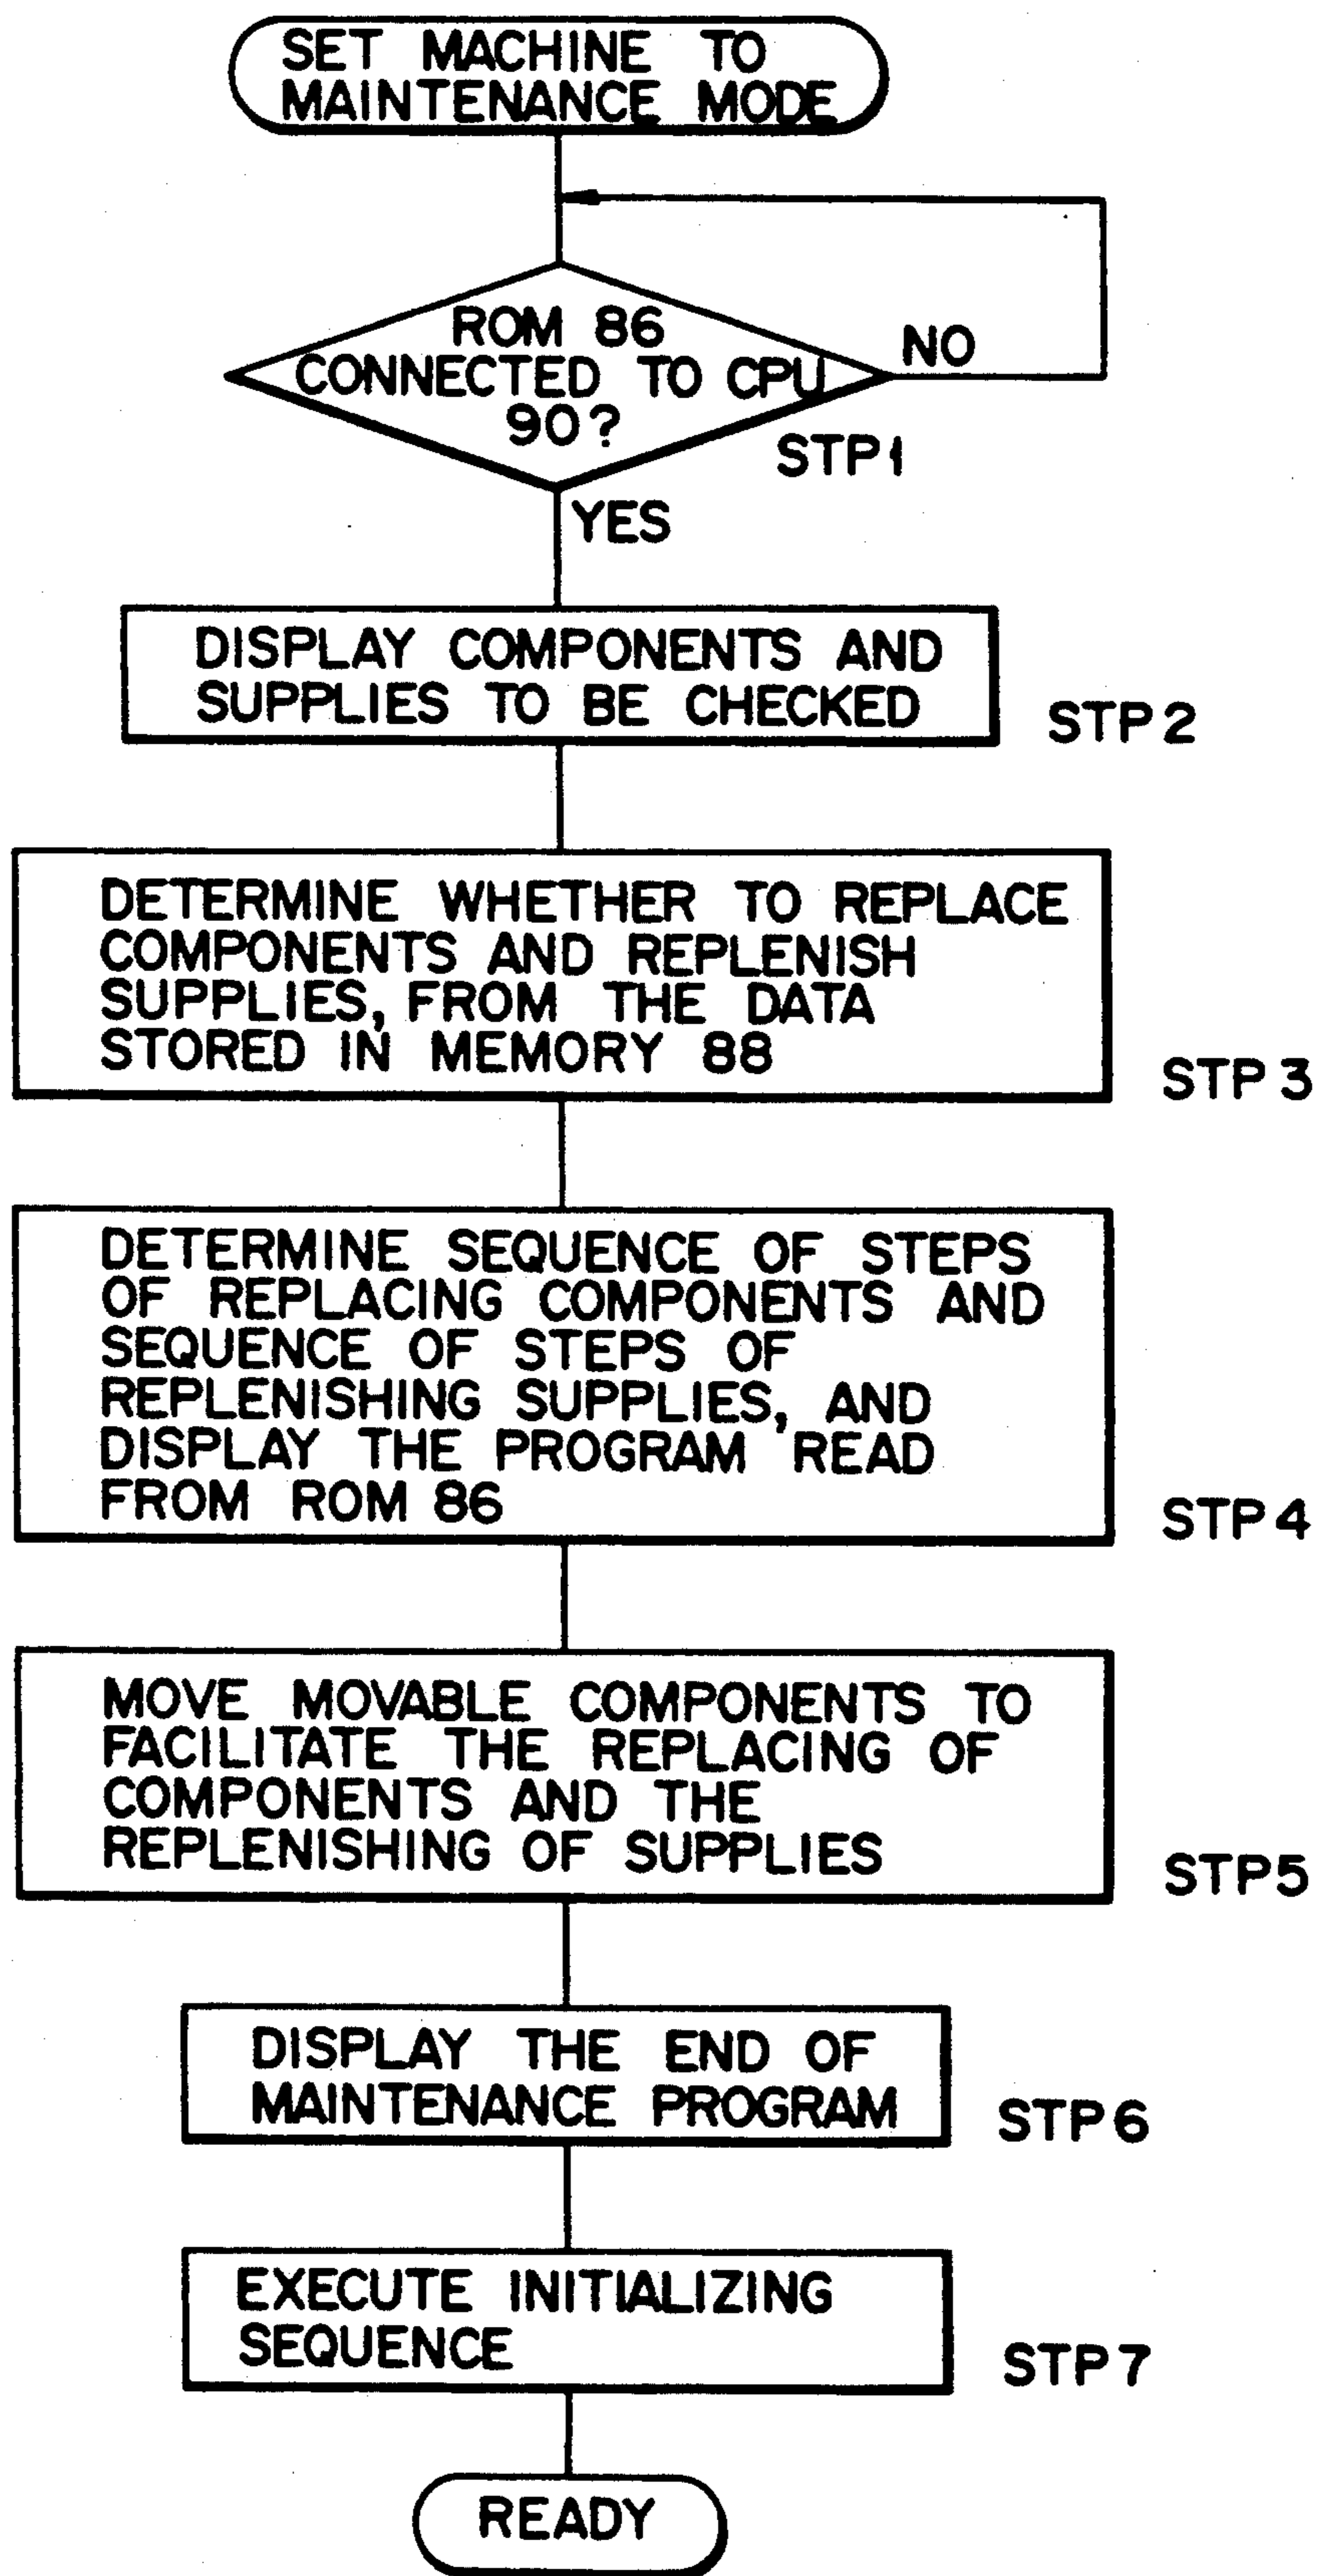 SET MACHINE TO
MAINTENANCE MODE
ROM 86
CONNECTED TO CPU
90?
NO
STP1
YES
DISPLAY COMPONENTS AND
SUPPLIES TO BE CHECKED
STP2
DETERMINE WHETHER TO REPLACE
COMPONENTS AND REPLENISH
SUPPLIES, FROM THE DATA
STORED IN MEMORY 88
STP3
DETERMINE SEQUENCE OF STEPS
OF REPLACING COMPONENTS AND
SEQUENCE OF STEPS OF
REPLENISHING SUPPLIES, AND
DISPLAY THE PROGRAM READ
FROM ROM 86
STP4
MOVE MOVABLE COMPONENTS TO
FACILITATE THE REPLACING OF
COMPONENTS AND THE
REPLENISHING OF SUPPLIES
STP5
DISPLAY THE END OF
MAINTENANCE PROGRAM
STP6
EXECUTE INITIALIZING
SEQUENCE
STP7
READY